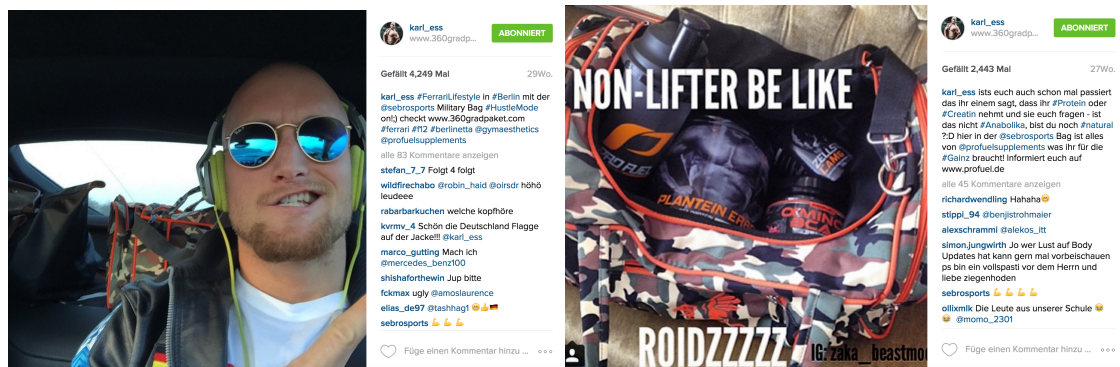 karl_ess
www.360gradp...
ABONNIERT
Gefällt 4,249 Mal
29Wo.
karl_ess #FerrariLifestyle in #Berlin mit der
@sebrosports Military Bag #HustleMode
on!;) checkt www.360gradpaket.com
#ferrari #f12 #berlinetta @gymaesthetics
@profuelsupplements
alle 83 Kommentare anzeigen
stefan_7_7 Folgt 4 folgt
wildfirechabo @robin_haid @oirsdr höhö
leudeee
rabarbarkuchen welche kopfhöre
kvrmv_4 Schön die Deutschland Flagge
auf der Jacke!!! @karl_ess
marco_gutting Mach ich
@mercedes_benz100
shishaforthewin Jup bitte
fckmax ugly @amoslaurence
elias_de97 @tashhag1 😁👍🇩🇪
sebrosports 💪 💪 💪
Füge einen Kommentar hinzu ...
NON-LIFTER BE LIKE
PLANTEIN
ROIDZZZZZ
karl_ess
www.360gradp...
ABONNIERT
Gefällt 2,443 Mal
27Wo.
karl_ess ists euch auch schon mal passiert
das ihr einem sagt, dass ihr #Protein oder
#Creatin nehmt und sie euch fragen - ist
das nicht #Anabolika, bist du noch #natural
?:D hier in der @sebrosports Bag ist alles
von @profuelsupplements was ihr für die
#Gainz braucht! Informiert euch auf
www.profuel.de
alle 45 Kommentare anzeigen
richardwendling Hahaha😁
stippi_94 @benjistrohmaier
alexschrammi @alekos_itt
simon.jungwirth Jo wer Lust auf Body
Updates hat kann gern mal vorbeischauen
ps bin ein vollspasti vor dem Herrn und
liebe ziegenhoden
sebrosports 💪 💪 💪 💪
ollixmlk Die Leute aus unserer Schule 😂
😂 @momo_2301
Füge einen Kommentar hinzu ...